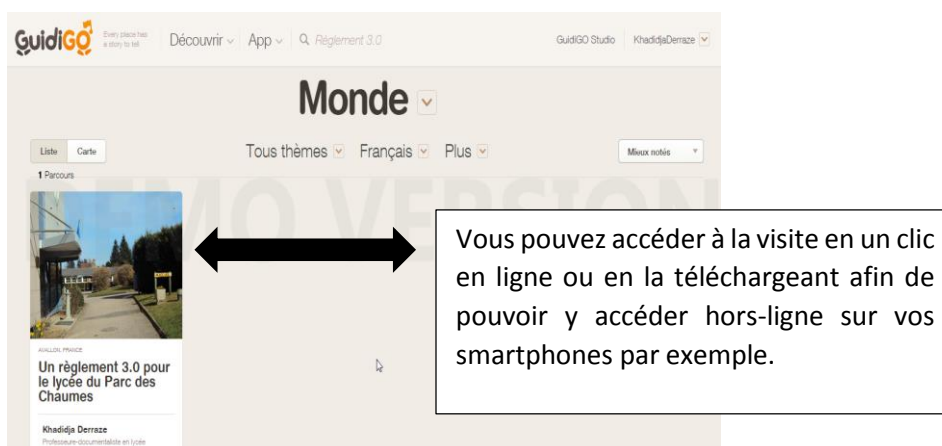 GuidiGO
Every place has
a story to tell
Découvrir
App
Règlement 3.0
GuidiGO Studio
KhadidjaDerraze
Monde
Liste
Carte
Tous thèmes
Français
Plus
Mieux notés
1 Parcours
DEMO VERSION
Vous pouvez accéder à la visite en un clic
en ligne ou en la téléchargeant afin de
pouvoir y accéder hors-ligne sur vos
smartphones par exemple.
AVALLON, FRANCE
Un règlement 3.0 pour
le lycée du Parc des
Chaumes
Khadidja Derraze
Professeure-documentaliste en lycée